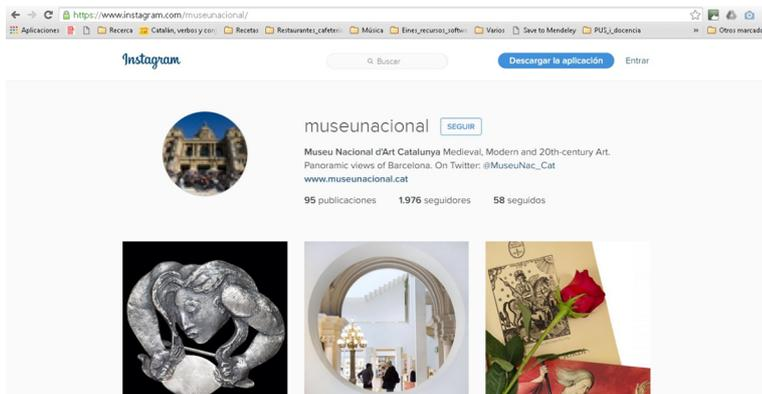 https://www.instagram.com/museunacional/
Aplicaciones Recerca Catalán, verbos y con Recetas Restaurantes_cafeterí Música Eines_recursos_softw Varios Save to Mendeley PUS_i_docencia » Otros marcado
Instagram Buscar Descargar la aplicación Entrar
museunacional SEGUIR
Museu Nacional d'Art Catalunya Medieval, Modern and 20th-century Art.
Panoramic views of Barcelona. On Twitter: @MuseuNac_Cat
www.museunacional.cat
95 publicaciones 1.976 seguidores 58 seguidos